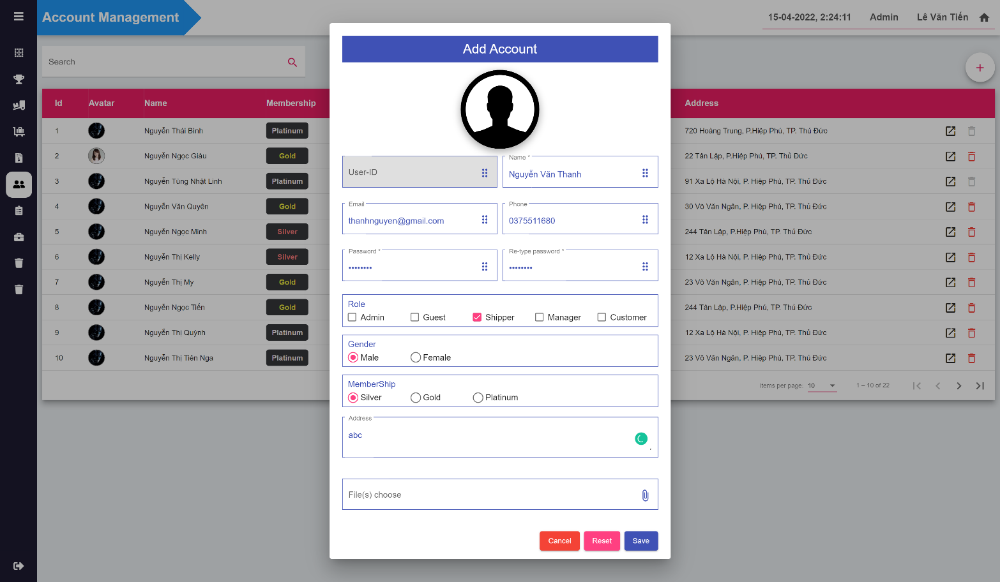 Account Management
15-04-2022, 2:24:11 Admin Lê Văn Tiến
Search
Id Avatar Name Membership Address
1 Nguyễn Thái Bình Platinum 720 Hoàng Trung, P.Hiệp Phú, TP. Thủ Đức
2 Nguyễn Ngọc Giàu Gold 22 Tân Lập, P.Hiệp Phú, TP. Thủ Đức
3 Nguyễn Tùng Nhật Linh Platinum 91 Xa Lộ Hà Nội, P. Hiệp Phú, TP. Thủ Đức
4 Nguyễn Văn Quyên Gold 30 Võ Văn Ngân, P. Hiệp Phú, TP. Thủ Đức
5 Nguyễn Ngọc Minh Silver 244 Tân Lập, P.Hiệp Phú, TP. Thủ Đức
6 Nguyễn Thị Kelly Silver 12 Xa Lộ Hà Nội, P. Hiệp Phú, TP. Thủ Đức
7 Nguyễn Thị My Gold 23 Võ Văn Ngân, P. Hiệp Phú, TP. Thủ Đức
8 Nguyễn Ngọc Tiến Gold 244 Tân Lập, P.Hiệp Phú, TP. Thủ Đức
9 Nguyễn Thị Quỳnh Platinum 12 Xa Lộ Hà Nội, P. Hiệp Phú, TP. Thủ Đức
10 Nguyễn Thị Tiên Nga Platinum 23 Võ Văn Ngân, P. Hiệp Phú, TP. Thủ Đức
Items per page: 10 1 – 10 of 22
Add Account
User-ID
Name *
Nguyễn Văn Thanh
Email
thanhnguyen@gmail.com
Phone
0375511680
Password *
••••••••
Re-type password *
••••••••
Role
Admin Guest Shipper Manager Customer
Gender
Male Female
MemberShip
Silver Gold Platinum
Address
abc
File(s) choose
Cancel Reset Save